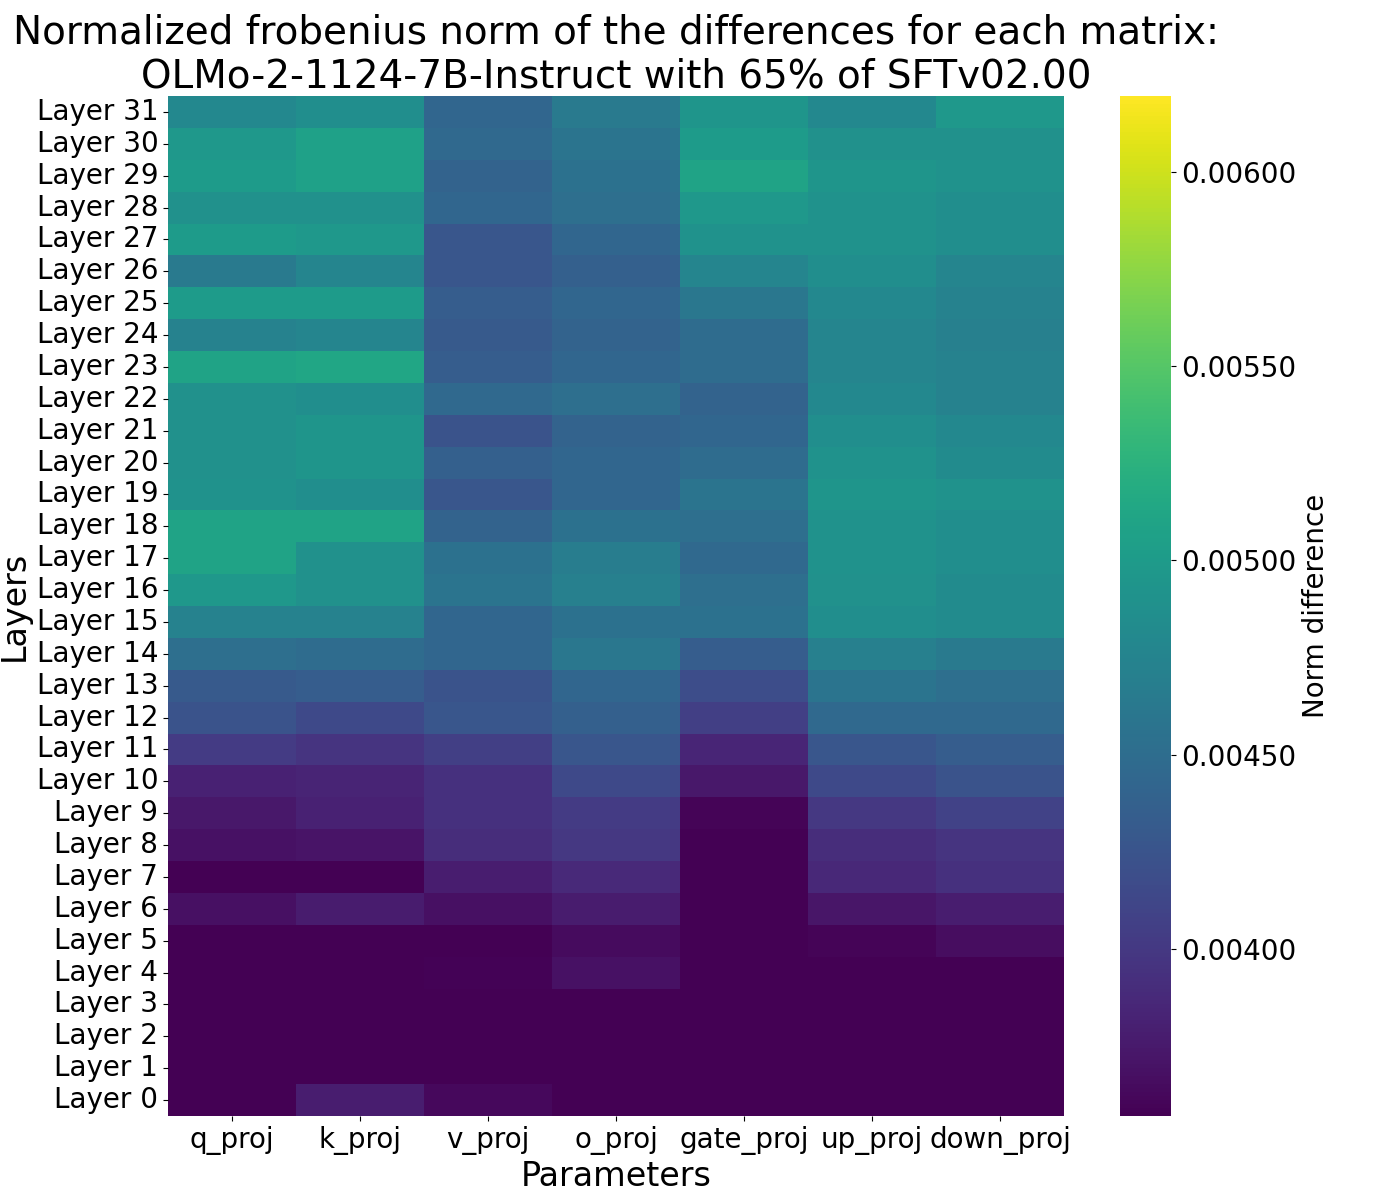 Normalized frobenius norm of the differences for each matrix:
OLMo-2-1124-7B-Instruct with 65% of SFTv02.00
Layer 31
Layer 30
Layer 29
Layer 28
Layer 27
Layer 26
Layer 25
Layer 24
Layer 23
Layer 22
Layer 21
Layer 20
Layer 19
Layer 18
Layer 17
Layer 16
Layer 15
Layer 14
Layer 13
Layer 12
Layer 11
Layer 10
Layer 9
Layer 8
Layer 7
Layer 6
Layer 5
Layer 4
Layer 3
Layer 2
Layer 1
Layer 0
Layers
q_proj k_proj v_proj o_proj gate_proj up_proj down_proj
Parameters
0.00600
0.00550
0.00500
0.00450
0.00400
Norm difference